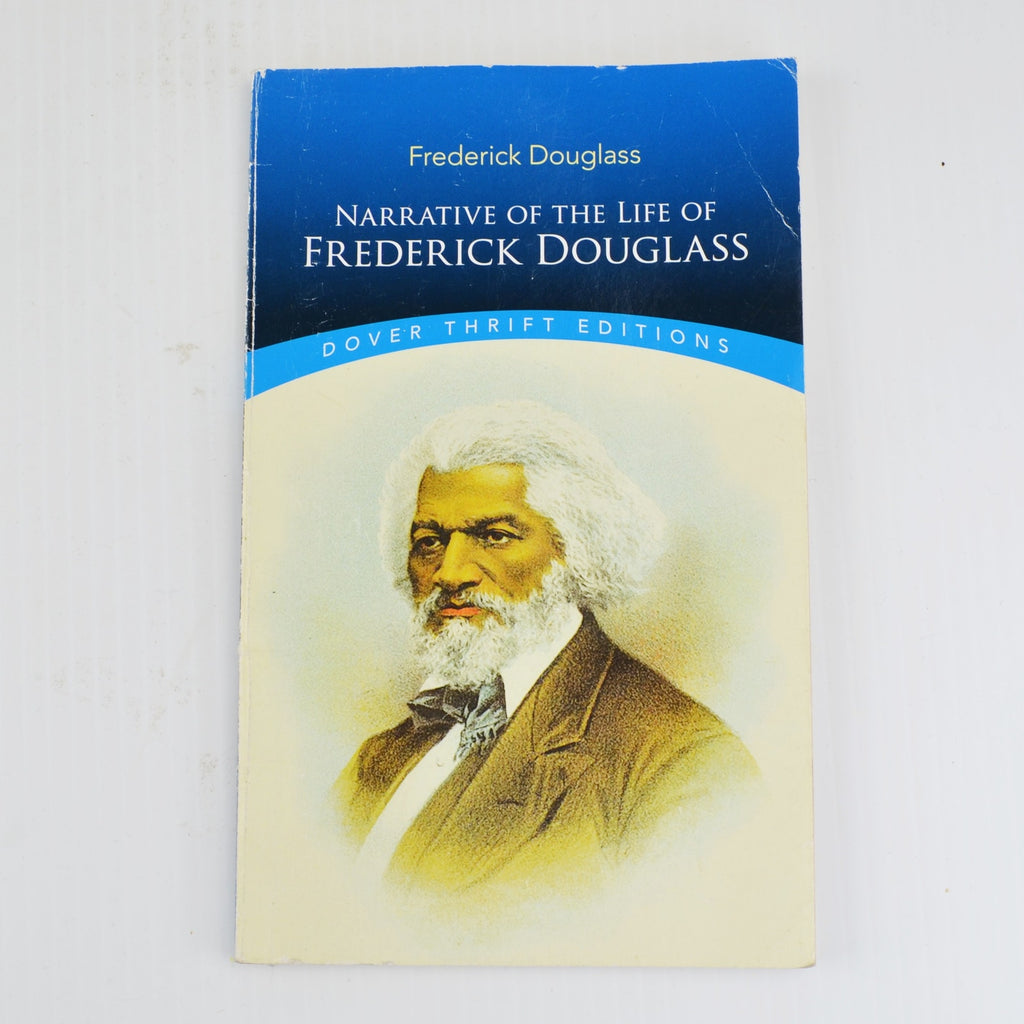 Frederick Douglass
NARRATIVE OF THE LIFE OF
FREDERICK DOUGLASS
DOVER THRIFT EDITIONS